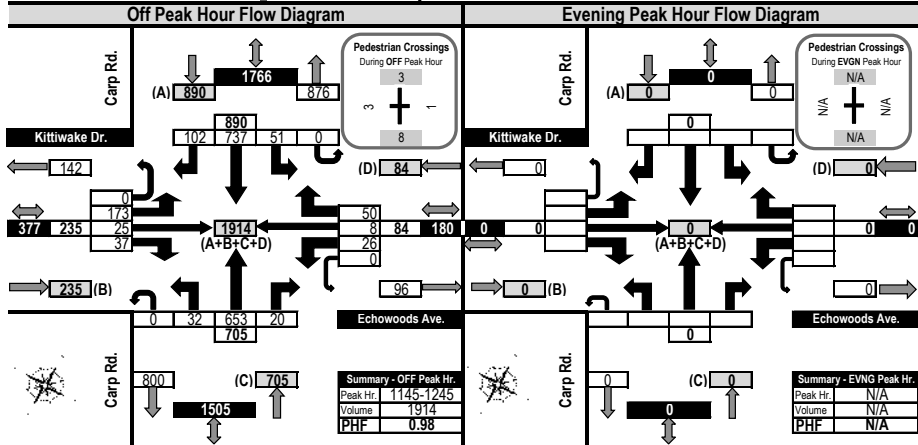 Off Peak Hour Flow Diagram
Carp Rd.
(A) 890
1766
876
Pedestrian Crossings
During OFF Peak Hour
3
3 1
8
890
102 737 51 0
Kittiwake Dr.
142
(D) 84
0
173
377 235 25
37
1914
(A+B+C+D)
50
8 84 180
26
0
235 (B)
96
0 32 653 20
705
Echowoods Ave.
Carp Rd.
800
(C) 705
1505
Summary - OFF Peak Hr.
Peak Hr. 1145-1245
Volume 1914
PHF 0.98
Evening Peak Hour Flow Diagram
Carp Rd.
(A) 0
0
0
Pedestrian Crossings
During EVGN Peak Hour
N/A
N/A N/A
N/A
0
0
(D) 0
0 0
0
(A+B+C+D)
0 0
0 (B)
0
0
Echowoods Ave.
Carp Rd.
0
(C) 0
0
Summary - EVNG Peak Hr.
Peak Hr. N/A
Volume N/A
PHF N/A